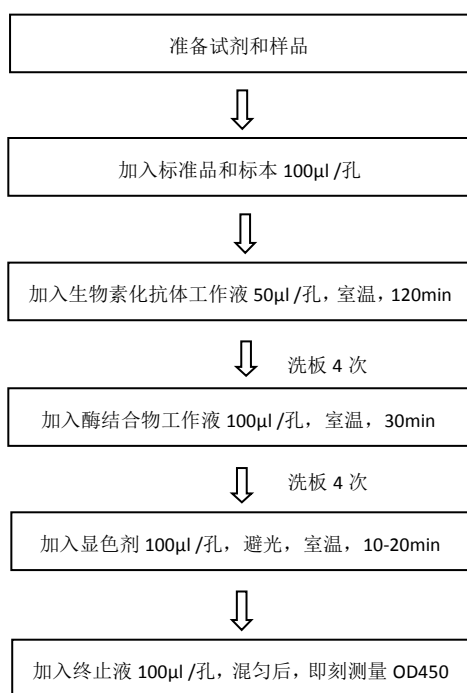 准备试剂和样品
加入标准品和标本 100μl /孔
加入生物素化抗体工作液 50μl /孔，室温，120min
洗板 4 次
加入酶结合物工作液 100μl /孔，室温，30min
洗板 4 次
加入显色剂 100μl /孔，避光，室温，10-20min
加入终止液 100μl /孔，混匀后，即刻测量 OD450